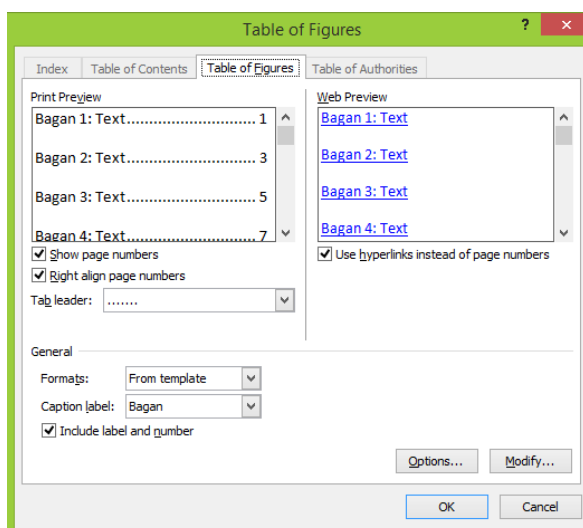 Table of Figures
?
Index Table of Contents Table of Figures Table of Authorities
Print Preview
Bagan 1: Text............................. 1
Bagan 2: Text............................. 3
Bagan 3: Text............................. 5
Bagan 4: Text............................. 7
Show page numbers
Right align page numbers
Tab leader: .......
Web Preview
Bagan 1: Text
Bagan 2: Text
Bagan 3: Text
Bagan 4: Text
Use hyperlinks instead of page numbers
General
Formats: From template
Caption label: Bagan
Include label and number
Options... Modify...
OK Cancel